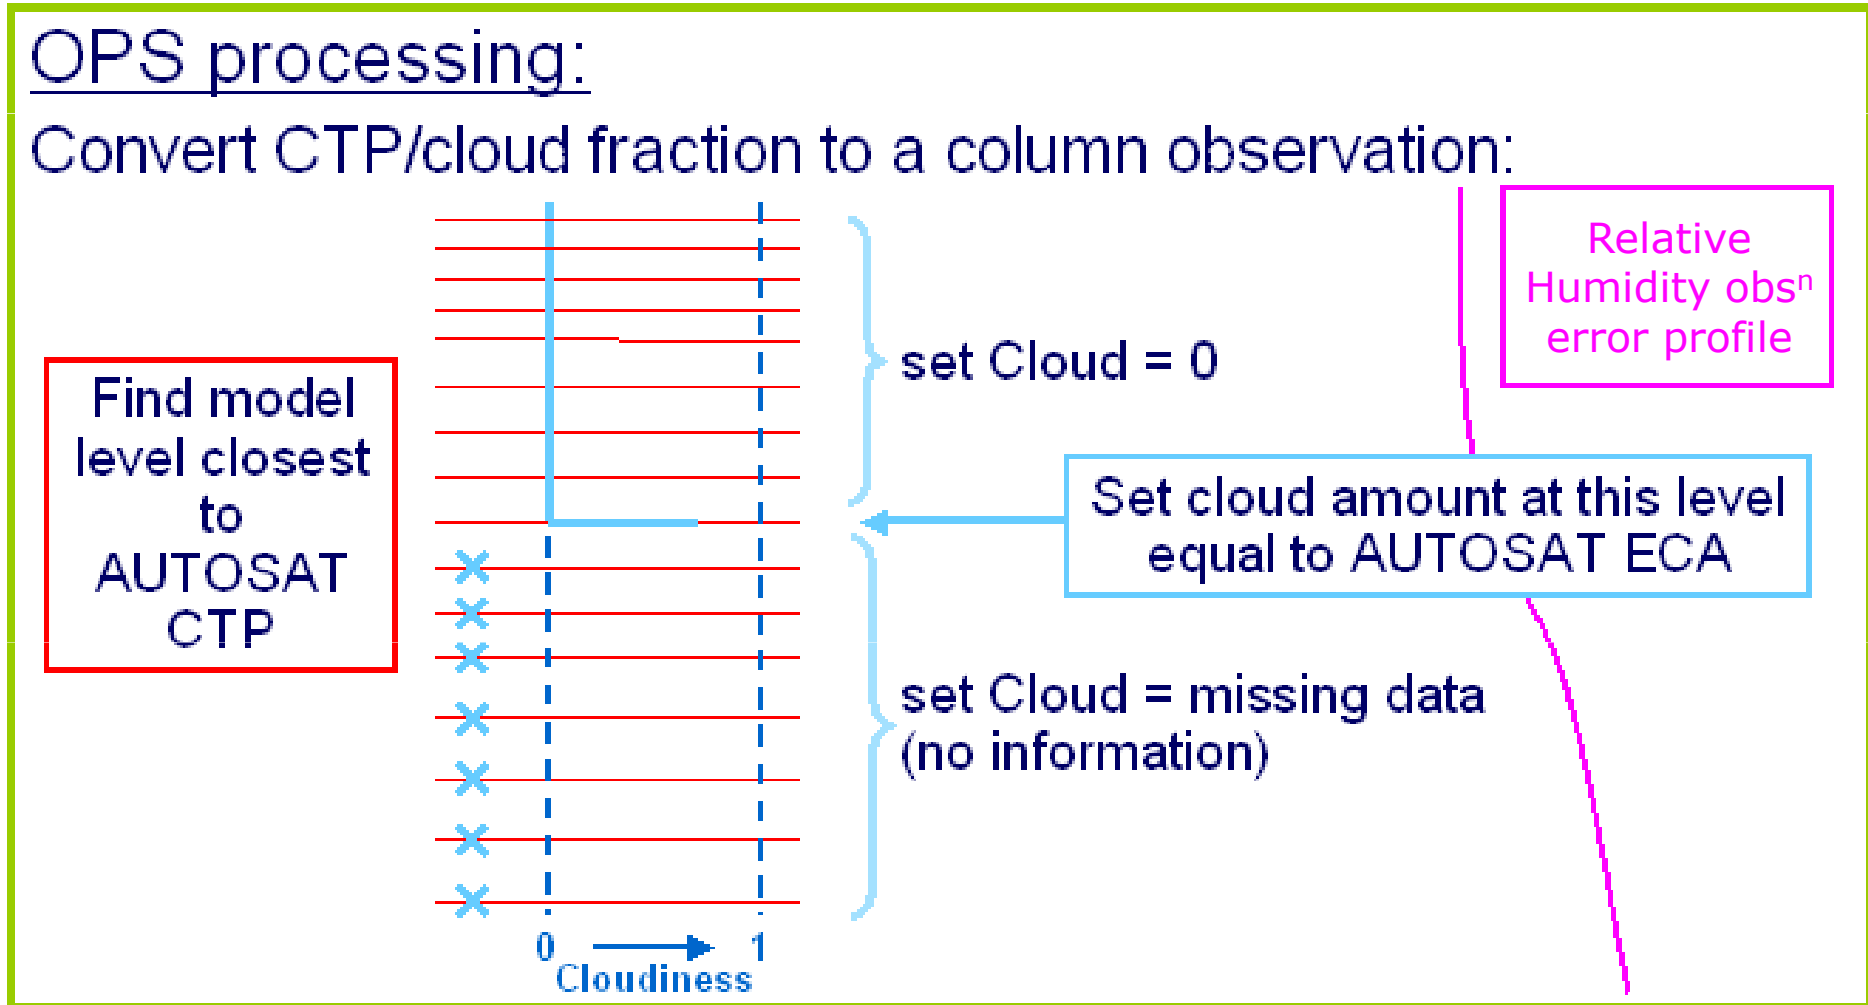 OPS processing:
Convert CTP/cloud fraction to a column observation:
Relative
Humidity obsⁿ
error profile
set Cloud = 0
Find model
level closest
to
AUTOSAT
CTP
Set cloud amount at this level
equal to AUTOSAT ECA
set Cloud = missing data
(no information)
0 1
Cloudiness